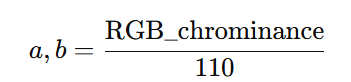 a, b = RGB_chrominance / 110